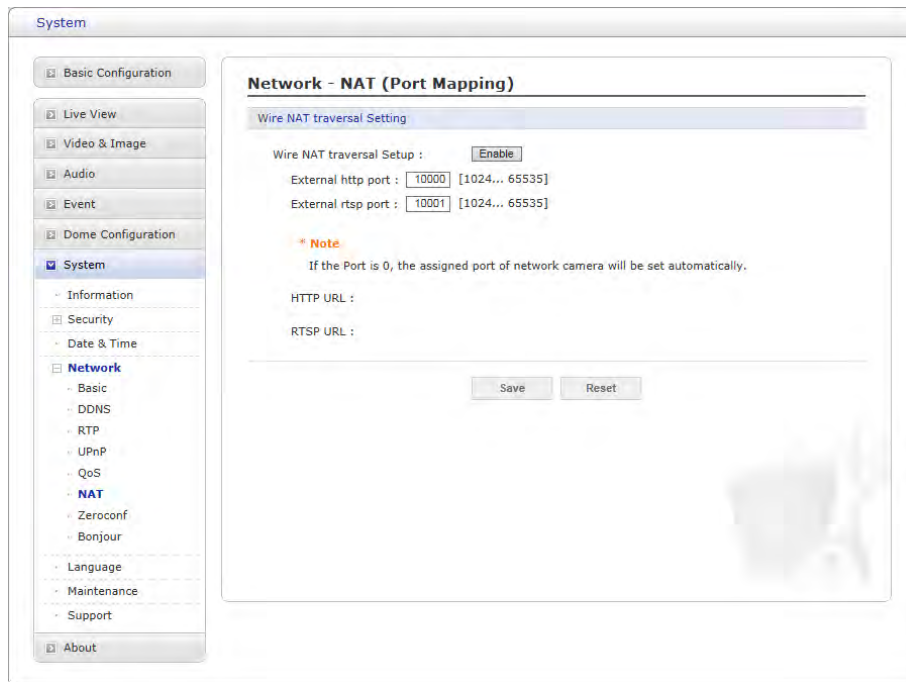 System
Basic Configuration
Live View
Video & Image
Audio
Event
Dome Configuration
System
Information
Security
Date & Time
Network
Basic
DDNS
RTP
UPnP
QoS
NAT
Zeroconf
Bonjour
Language
Maintenance
Support
About
Network - NAT (Port Mapping)
Wire NAT traversal Setting
Wire NAT traversal Setup : Enable
External http port : 10000 [1024... 65535]
External rtsp port : 10001 [1024... 65535]
* Note
If the Port is 0, the assigned port of network camera will be set automatically.
HTTP URL :
RTSP URL :
Save Reset